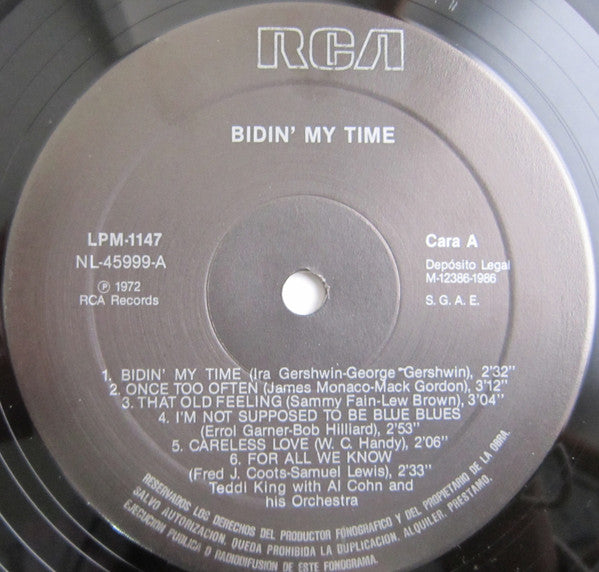 RCA
BIDIN' MY TIME
LPM-1147
NL-45999-A
Ⓟ 1972
RCA Records
Cara A
Depósito Legal
M-12386-1986
S. G. A. E.
1. BIDIN' MY TIME (Ira Gershwin-George Gershwin), 2'32"
2. ONCE TOO OFTEN (James Monaco-Mack Gordon), 3'12"
3. THAT OLD FEELING (Sammy Fain-Lew Brown), 3'04"
4. I'M NOT SUPPOSED TO BE BLUE BLUES
(Errol Garner-Bob Hilliard), 2'53"
5. CARELESS LOVE (W. C. Handy), 2'06"
6. FOR ALL WE KNOW
(Fred J. Coots-Samuel Lewis), 2'33"
Teddi King with Al Cohn and
his Orchestra
RESERVADOS LOS DERECHOS DEL PRODUCTOR FONOGRAFICO Y DEL PROPIETARIO DE LA OBRA.
SALVO AUTORIZACION, QUEDA PROHIBIDA LA DUPLICACION, ALQUILER, PRESTAMO,
EJECUCION PUBLICA O RADIODIFUSION DE ESTE FONOGRAMA.